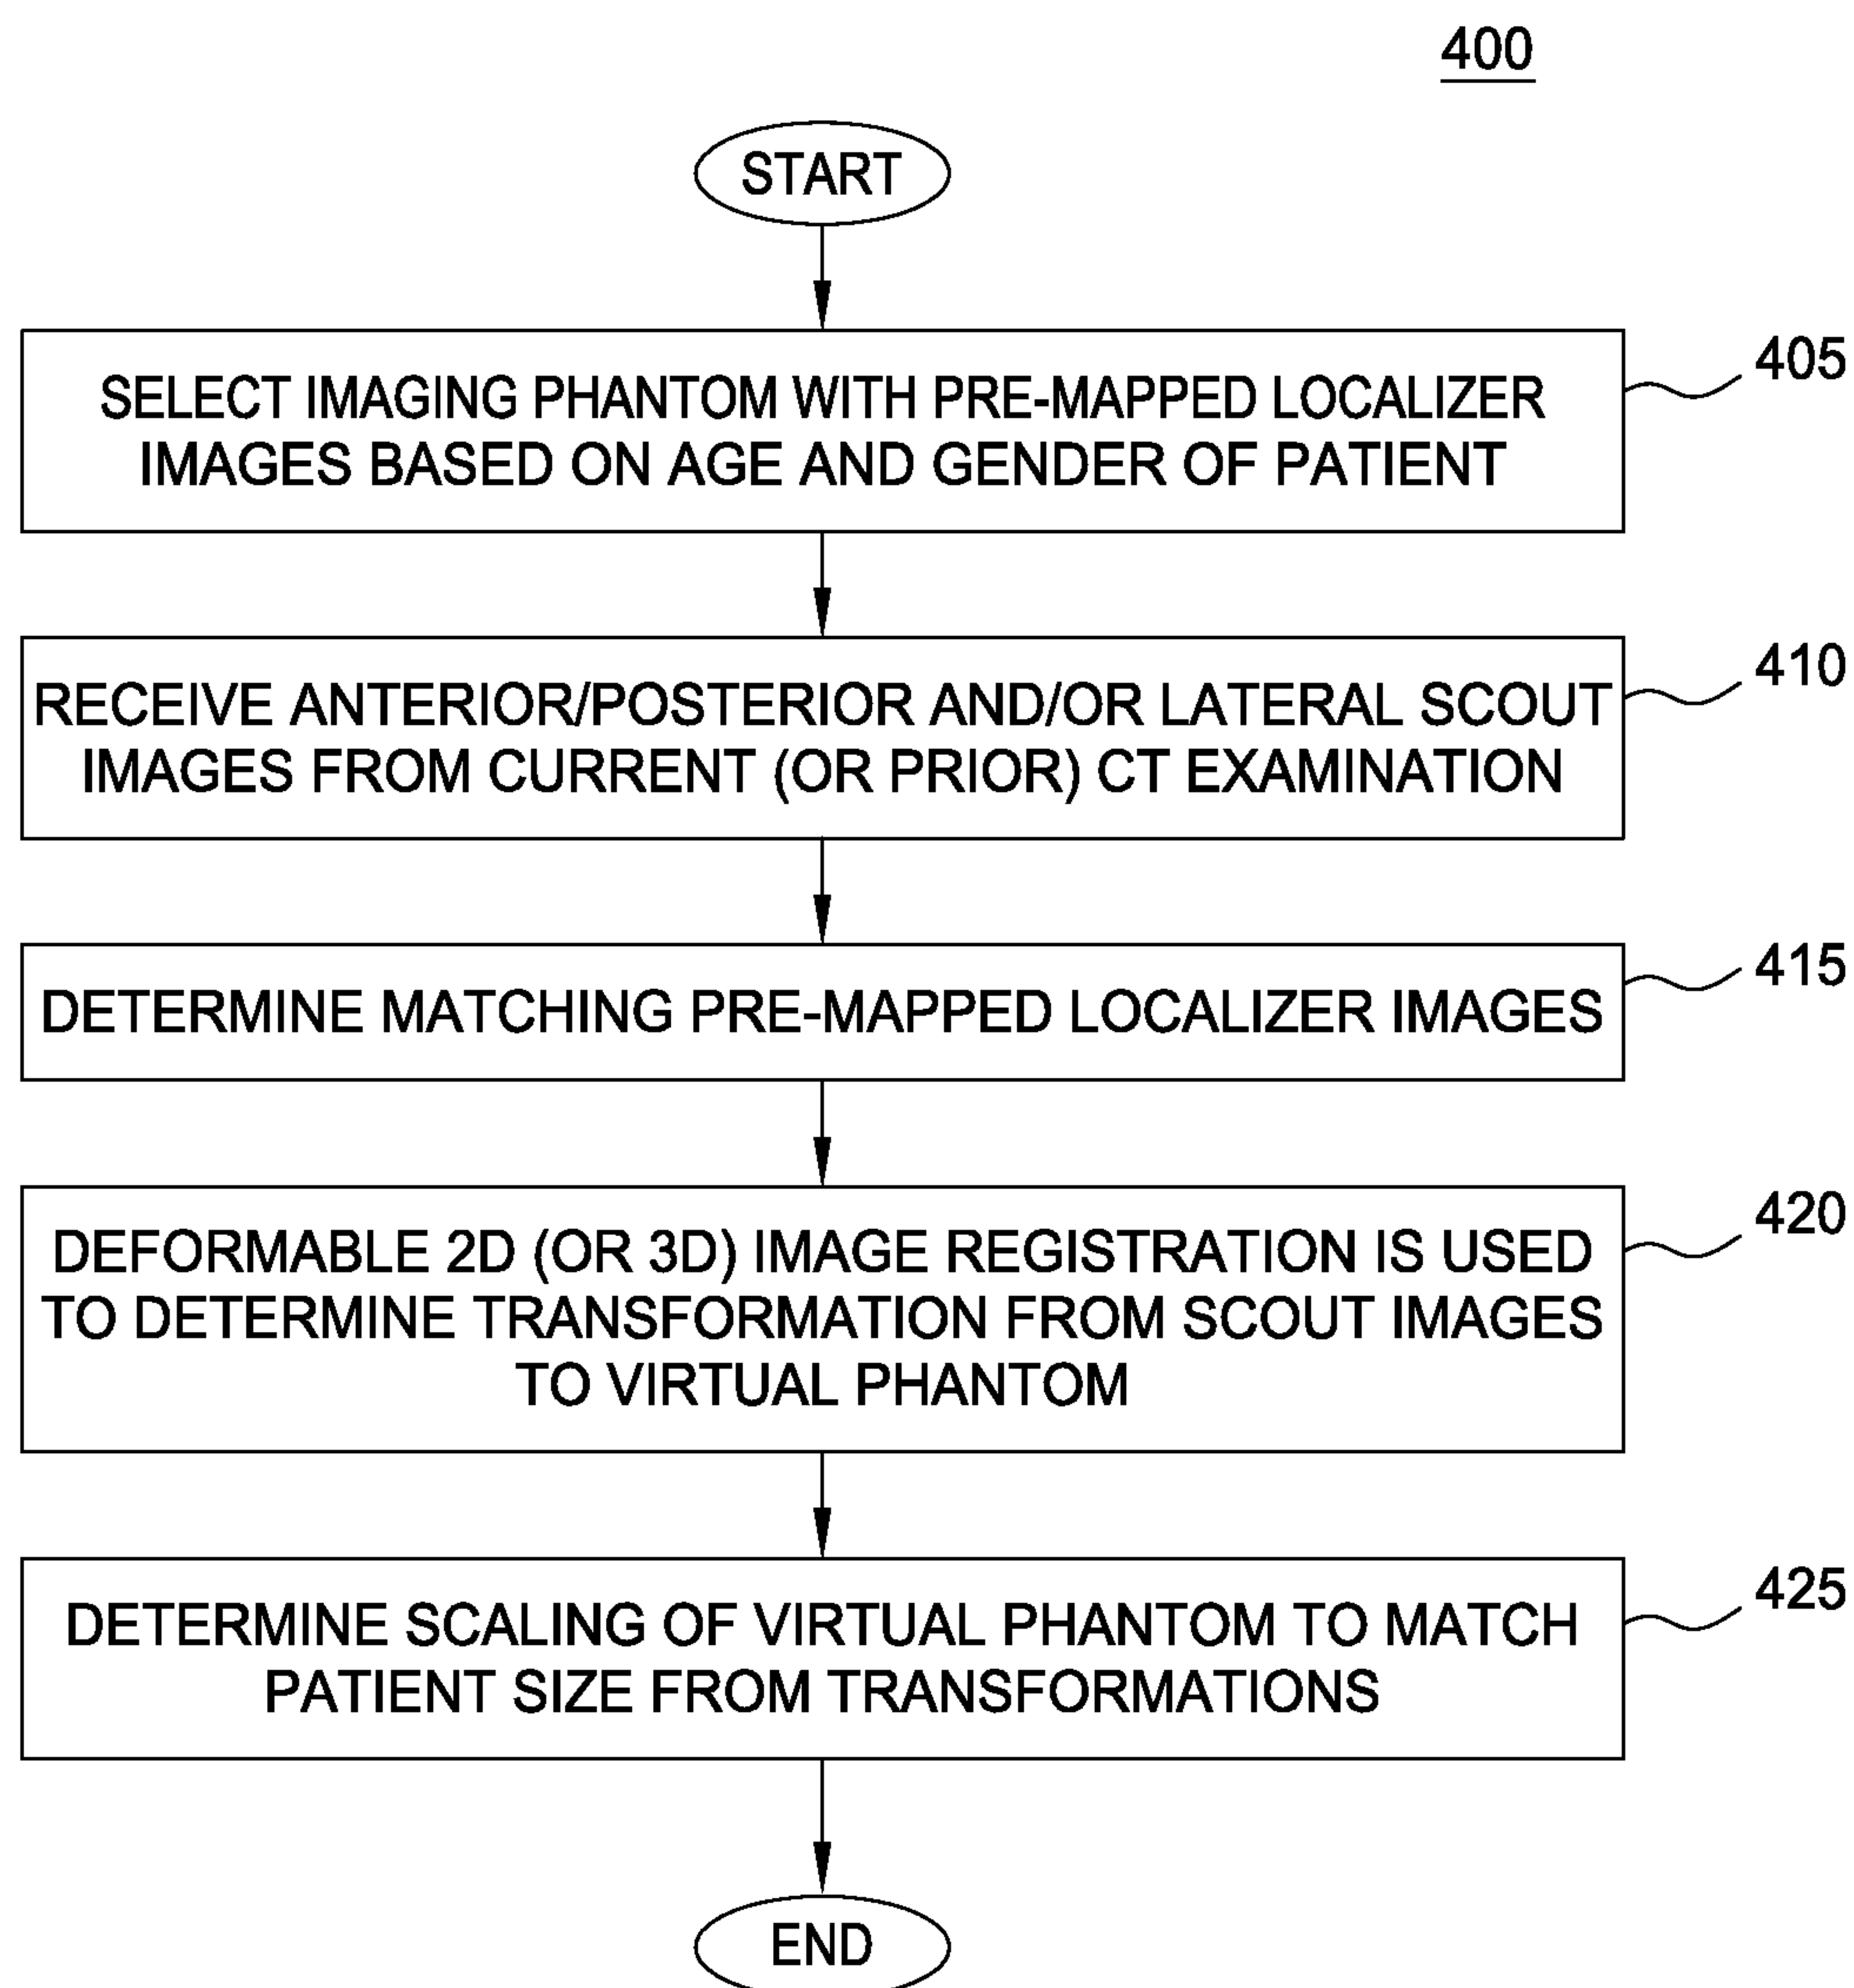 400
START
SELECT IMAGING PHANTOM WITH PRE-MAPPED LOCALIZER
IMAGES BASED ON AGE AND GENDER OF PATIENT
405
RECEIVE ANTERIOR/POSTERIOR AND/OR LATERAL SCOUT
IMAGES FROM CURRENT (OR PRIOR) CT EXAMINATION
410
DETERMINE MATCHING PRE-MAPPED LOCALIZER IMAGES
415
DEFORMABLE 2D (OR 3D) IMAGE REGISTRATION IS USED
TO DETERMINE TRANSFORMATION FROM SCOUT IMAGES
TO VIRTUAL PHANTOM
420
DETERMINE SCALING OF VIRTUAL PHANTOM TO MATCH
PATIENT SIZE FROM TRANSFORMATIONS
425
END